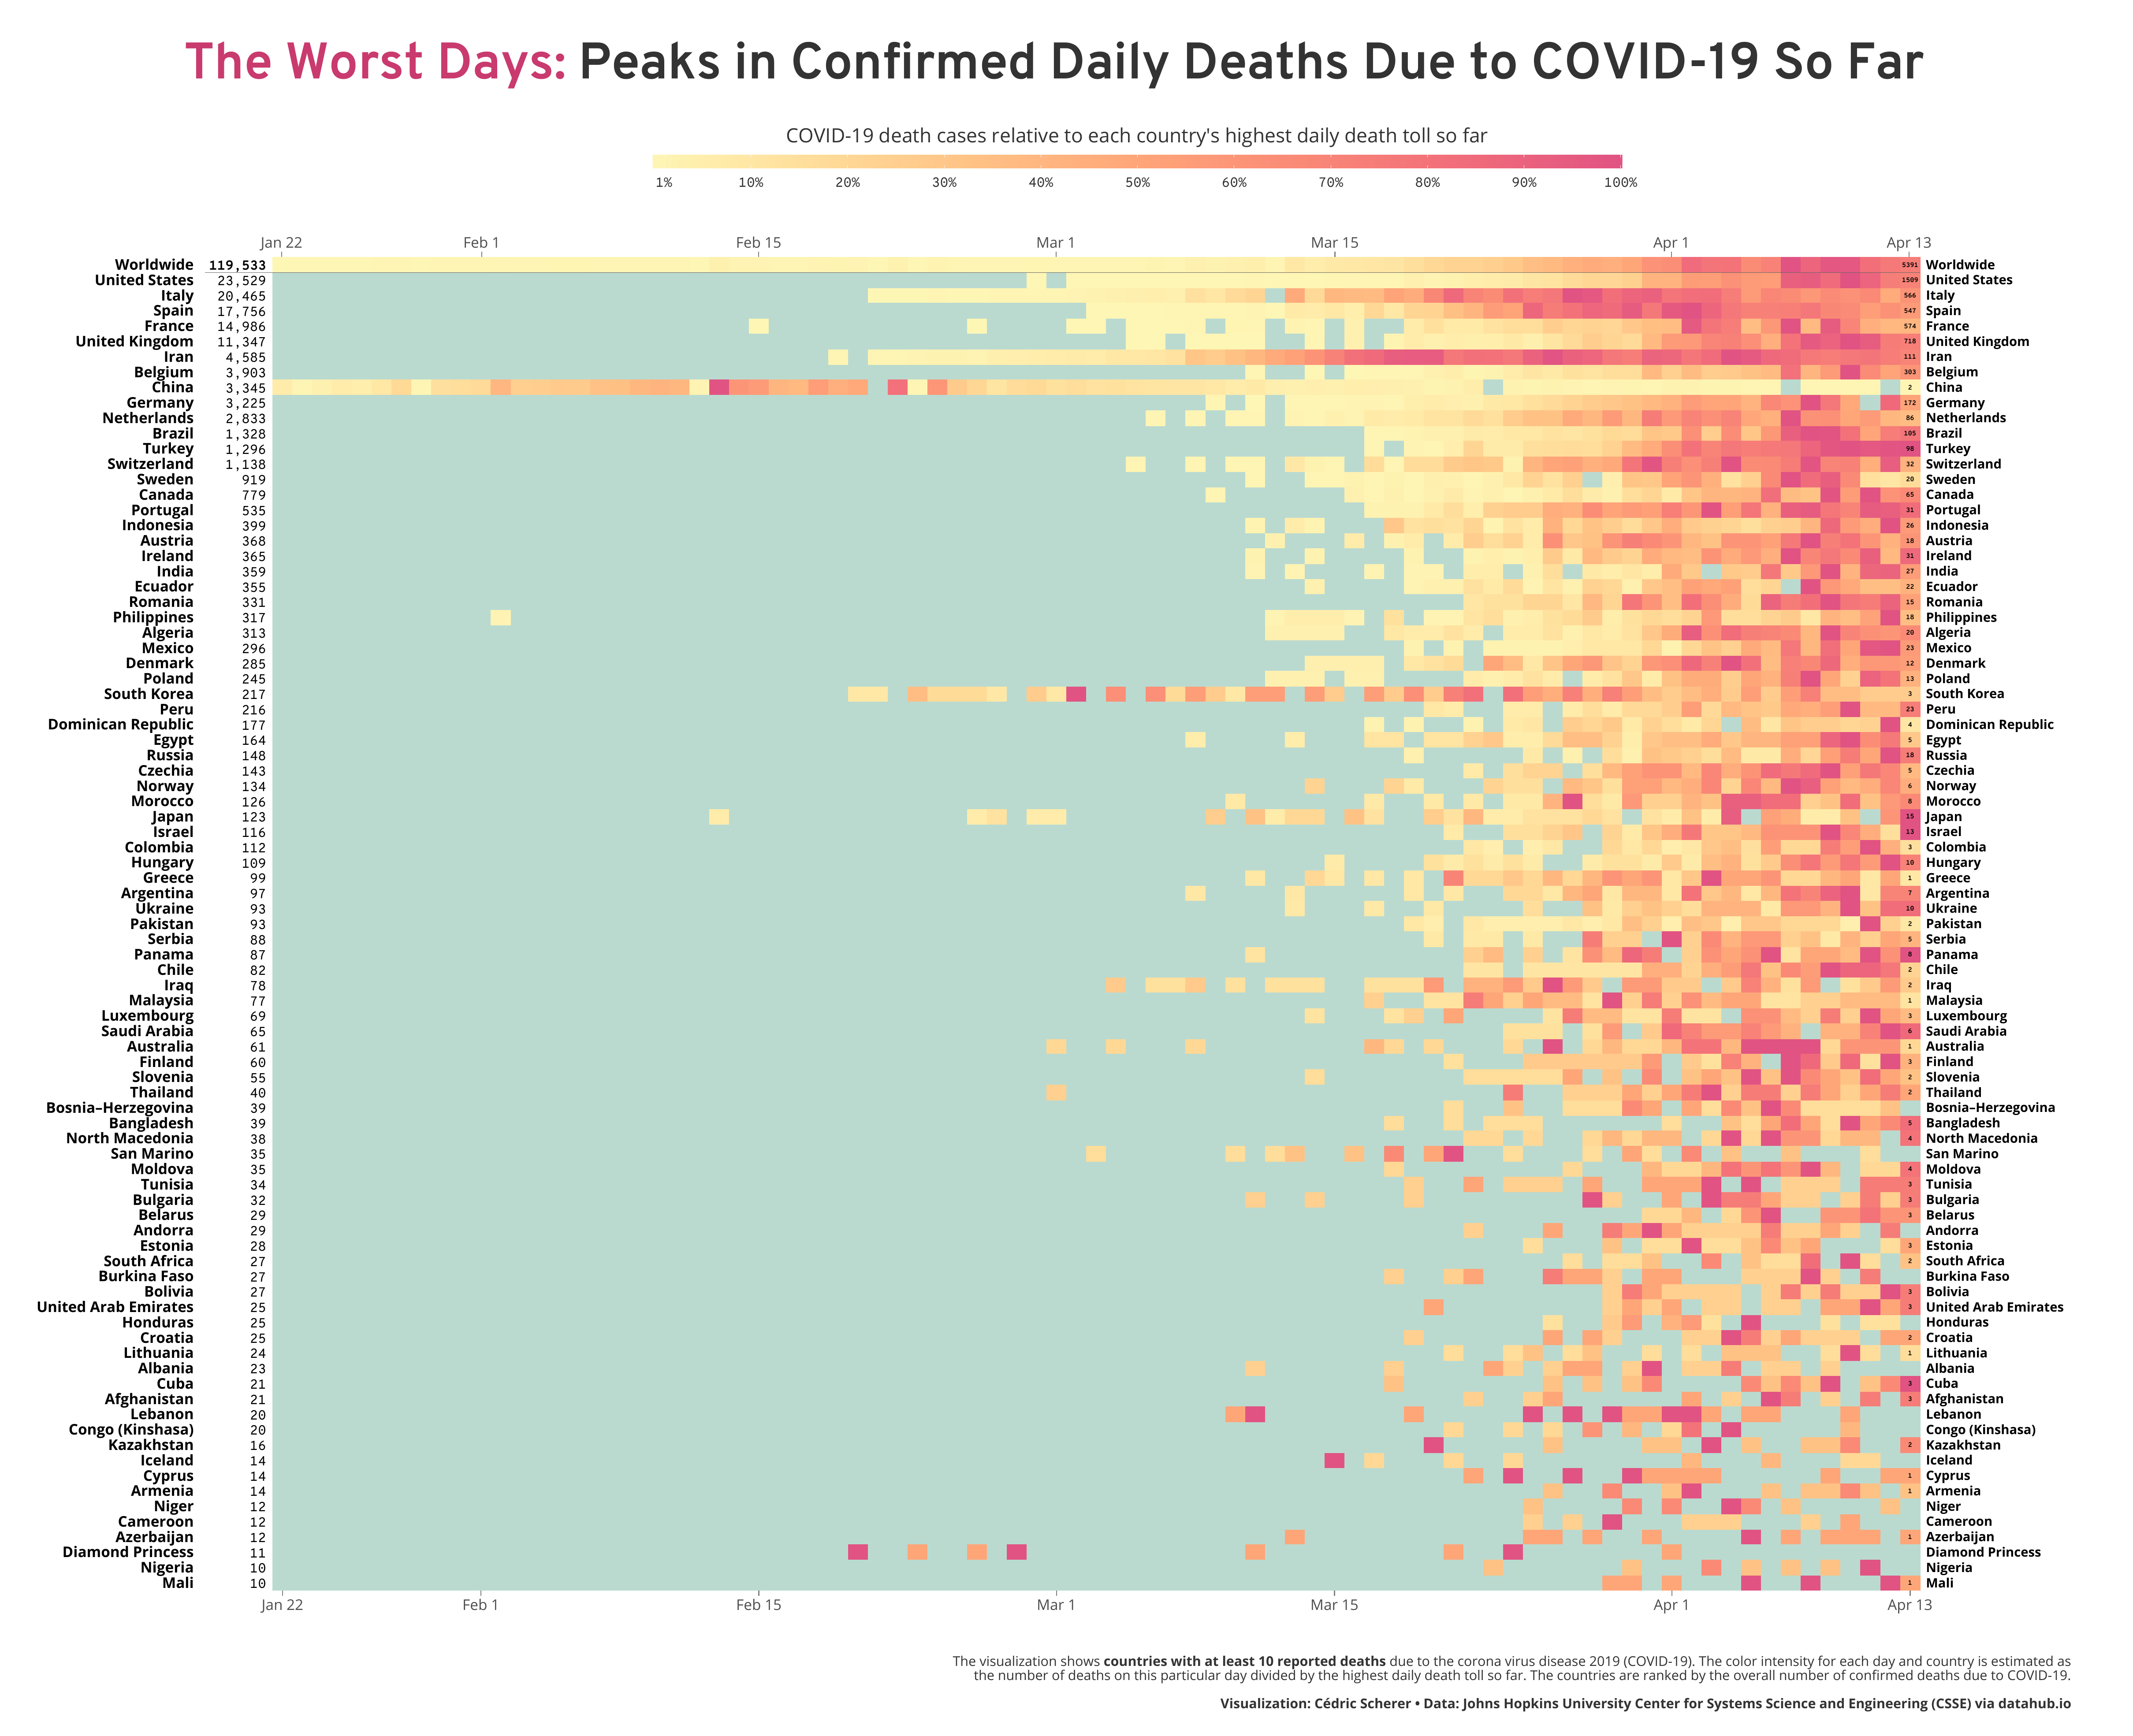 The Worst Days: Peaks in Confirmed Daily Deaths Due to COVID-19 So Far
COVID-19 death cases relative to each country's highest daily death toll so far
1% 10% 20% 30% 40% 50% 60% 70% 80% 90% 100%
Jan 22 Feb 1 Feb 15 Mar 1 Mar 15 Apr 1 Apr 13
Worldwide 119,533 5391 Worldwide
United States 23,529 1509 United States
Italy 20,465 566 Italy
Spain 17,756 547 Spain
France 14,986 574 France
United Kingdom 11,347 718 United Kingdom
Iran 4,585 111 Iran
Belgium 3,903 303 Belgium
China 3,345 2 China
Germany 3,225 172 Germany
Netherlands 2,833 86 Netherlands
Brazil 1,328 105 Brazil
Turkey 1,296 98 Turkey
Switzerland 1,138 32 Switzerland
Sweden 919 20 Sweden
Canada 779 65 Canada
Portugal 535 31 Portugal
Indonesia 399 26 Indonesia
Austria 368 18 Austria
Ireland 365 31 Ireland
India 359 27 India
Ecuador 355 22 Ecuador
Romania 331 15 Romania
Philippines 317 18 Philippines
Algeria 313 20 Algeria
Mexico 296 23 Mexico
Denmark 285 12 Denmark
Poland 245 13 Poland
South Korea 217 3 South Korea
Peru 216 23 Peru
Dominican Republic 177 4 Dominican Republic
Egypt 164 5 Egypt
Russia 148 18 Russia
Czechia 143 5 Czechia
Norway 134 6 Norway
Morocco 126 8 Morocco
Japan 123 15 Japan
Israel 116 13 Israel
Colombia 112 3 Colombia
Hungary 109 10 Hungary
Greece 99 1 Greece
Argentina 97 7 Argentina
Ukraine 93 10 Ukraine
Pakistan 93 2 Pakistan
Serbia 88 5 Serbia
Panama 87 8 Panama
Chile 82 2 Chile
Iraq 78 2 Iraq
Malaysia 77 1 Malaysia
Luxembourg 69 3 Luxembourg
Saudi Arabia 65 6 Saudi Arabia
Australia 61 1 Australia
Finland 60 3 Finland
Slovenia 55 2 Slovenia
Thailand 40 2 Thailand
Bosnia–Herzegovina 39 Bosnia–Herzegovina
Bangladesh 39 5 Bangladesh
North Macedonia 38 4 North Macedonia
San Marino 35 San Marino
Moldova 35 4 Moldova
Tunisia 34 3 Tunisia
Bulgaria 32 3 Bulgaria
Belarus 29 3 Belarus
Andorra 29 Andorra
Estonia 28 3 Estonia
South Africa 27 2 South Africa
Burkina Faso 27 Burkina Faso
Bolivia 27 3 Bolivia
United Arab Emirates 25 3 United Arab Emirates
Honduras 25 Honduras
Croatia 25 2 Croatia
Lithuania 24 1 Lithuania
Albania 23 Albania
Cuba 21 3 Cuba
Afghanistan 21 3 Afghanistan
Lebanon 20 Lebanon
Congo (Kinshasa) 20 Congo (Kinshasa)
Kazakhstan 16 2 Kazakhstan
Iceland 14 Iceland
Cyprus 14 1 Cyprus
Armenia 14 1 Armenia
Niger 12 Niger
Cameroon 12 Cameroon
Azerbaijan 12 1 Azerbaijan
Diamond Princess 11 Diamond Princess
Nigeria 10 Nigeria
Mali 10 1 Mali
Jan 22 Feb 1 Feb 15 Mar 1 Mar 15 Apr 1 Apr 13
The visualization shows countries with at least 10 reported deaths due to the corona virus disease 2019 (COVID-19). The color intensity for each day and country is estimated as
the number of deaths on this particular day divided by the highest daily death toll so far. The countries are ranked by the overall number of confirmed deaths due to COVID-19.
Visualization: Cédric Scherer • Data: Johns Hopkins University Center for Systems Science and Engineering (CSSE) via datahub.io